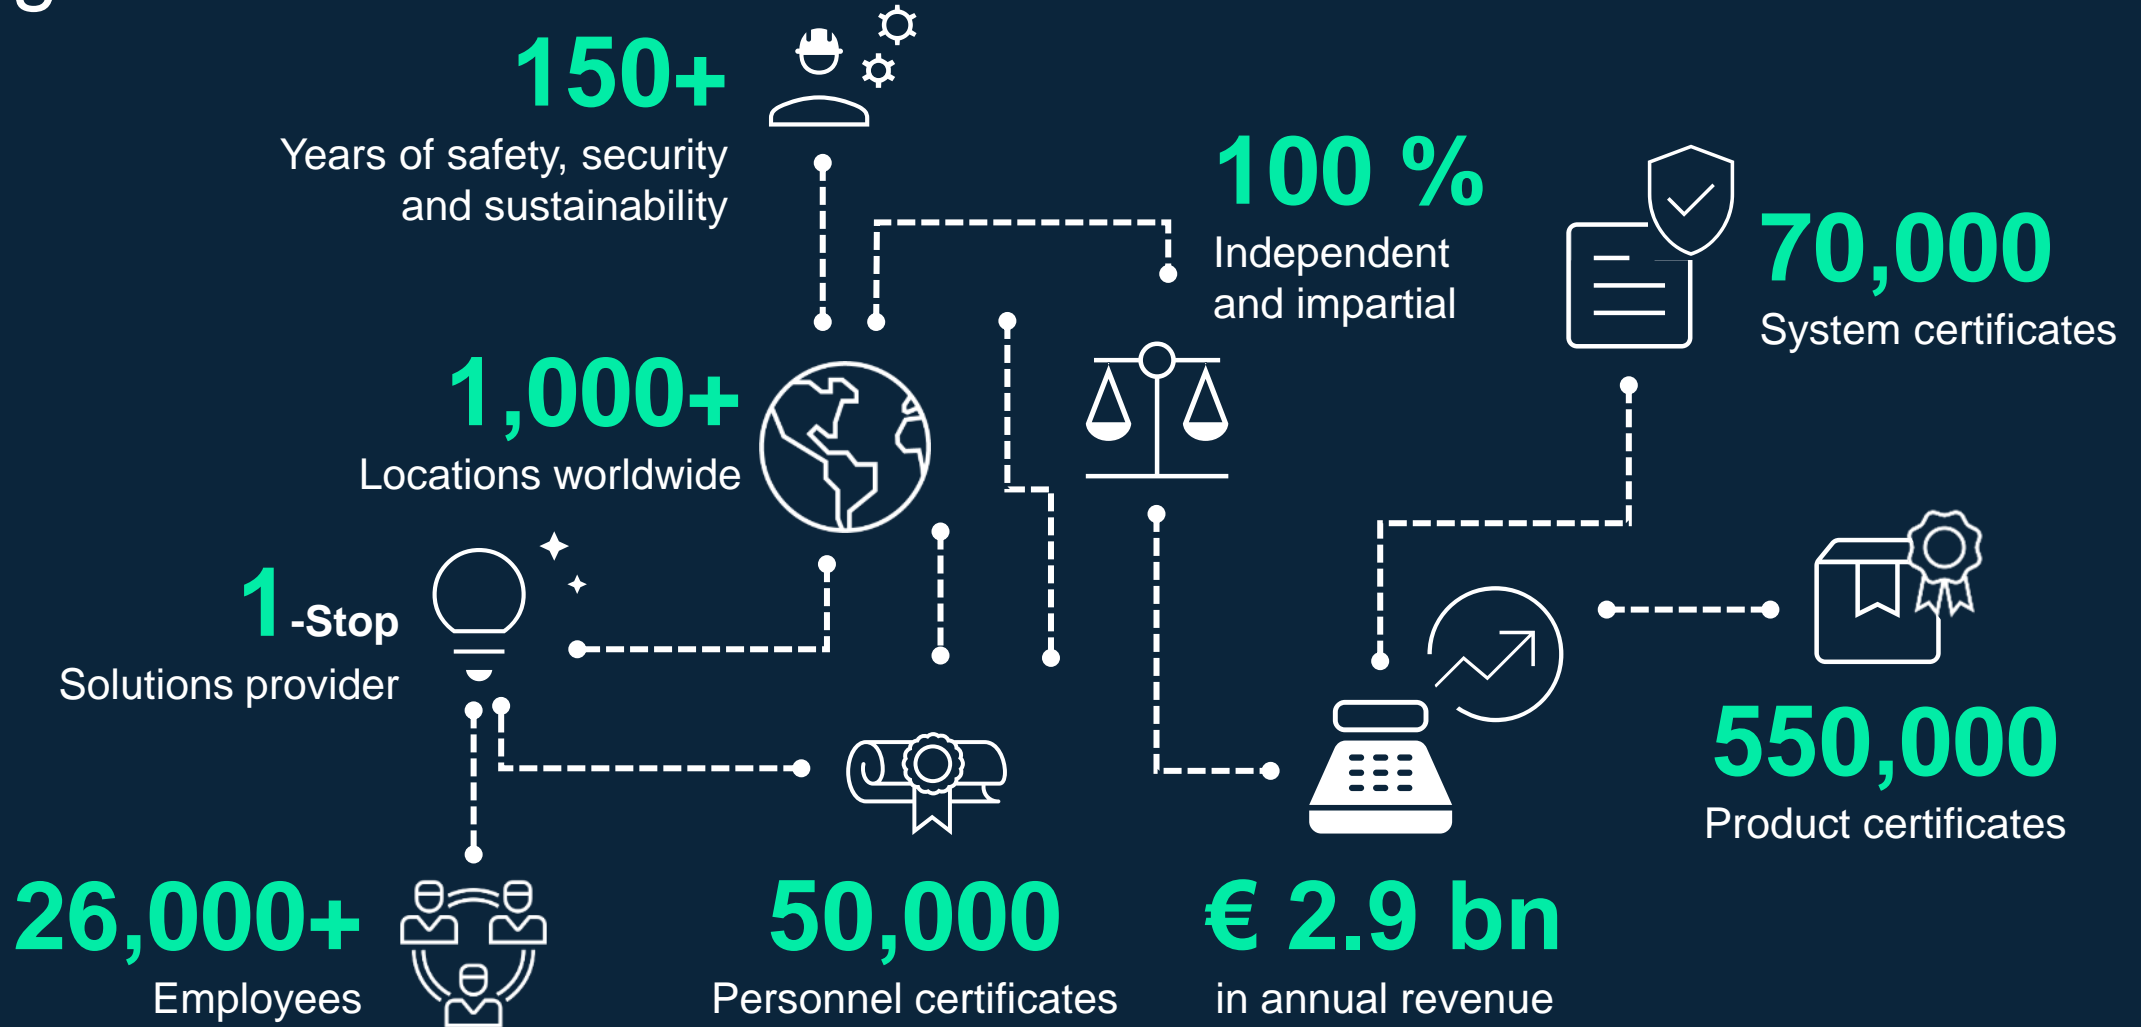 g
150+
Years of safety, security
and sustainability
100 %
Independent
and impartial
70,000
System certificates
1,000+
Locations worldwide
1-Stop
Solutions provider
550,000
Product certificates
26,000+
Employees
50,000
Personnel certificates
€ 2.9 bn
in annual revenue